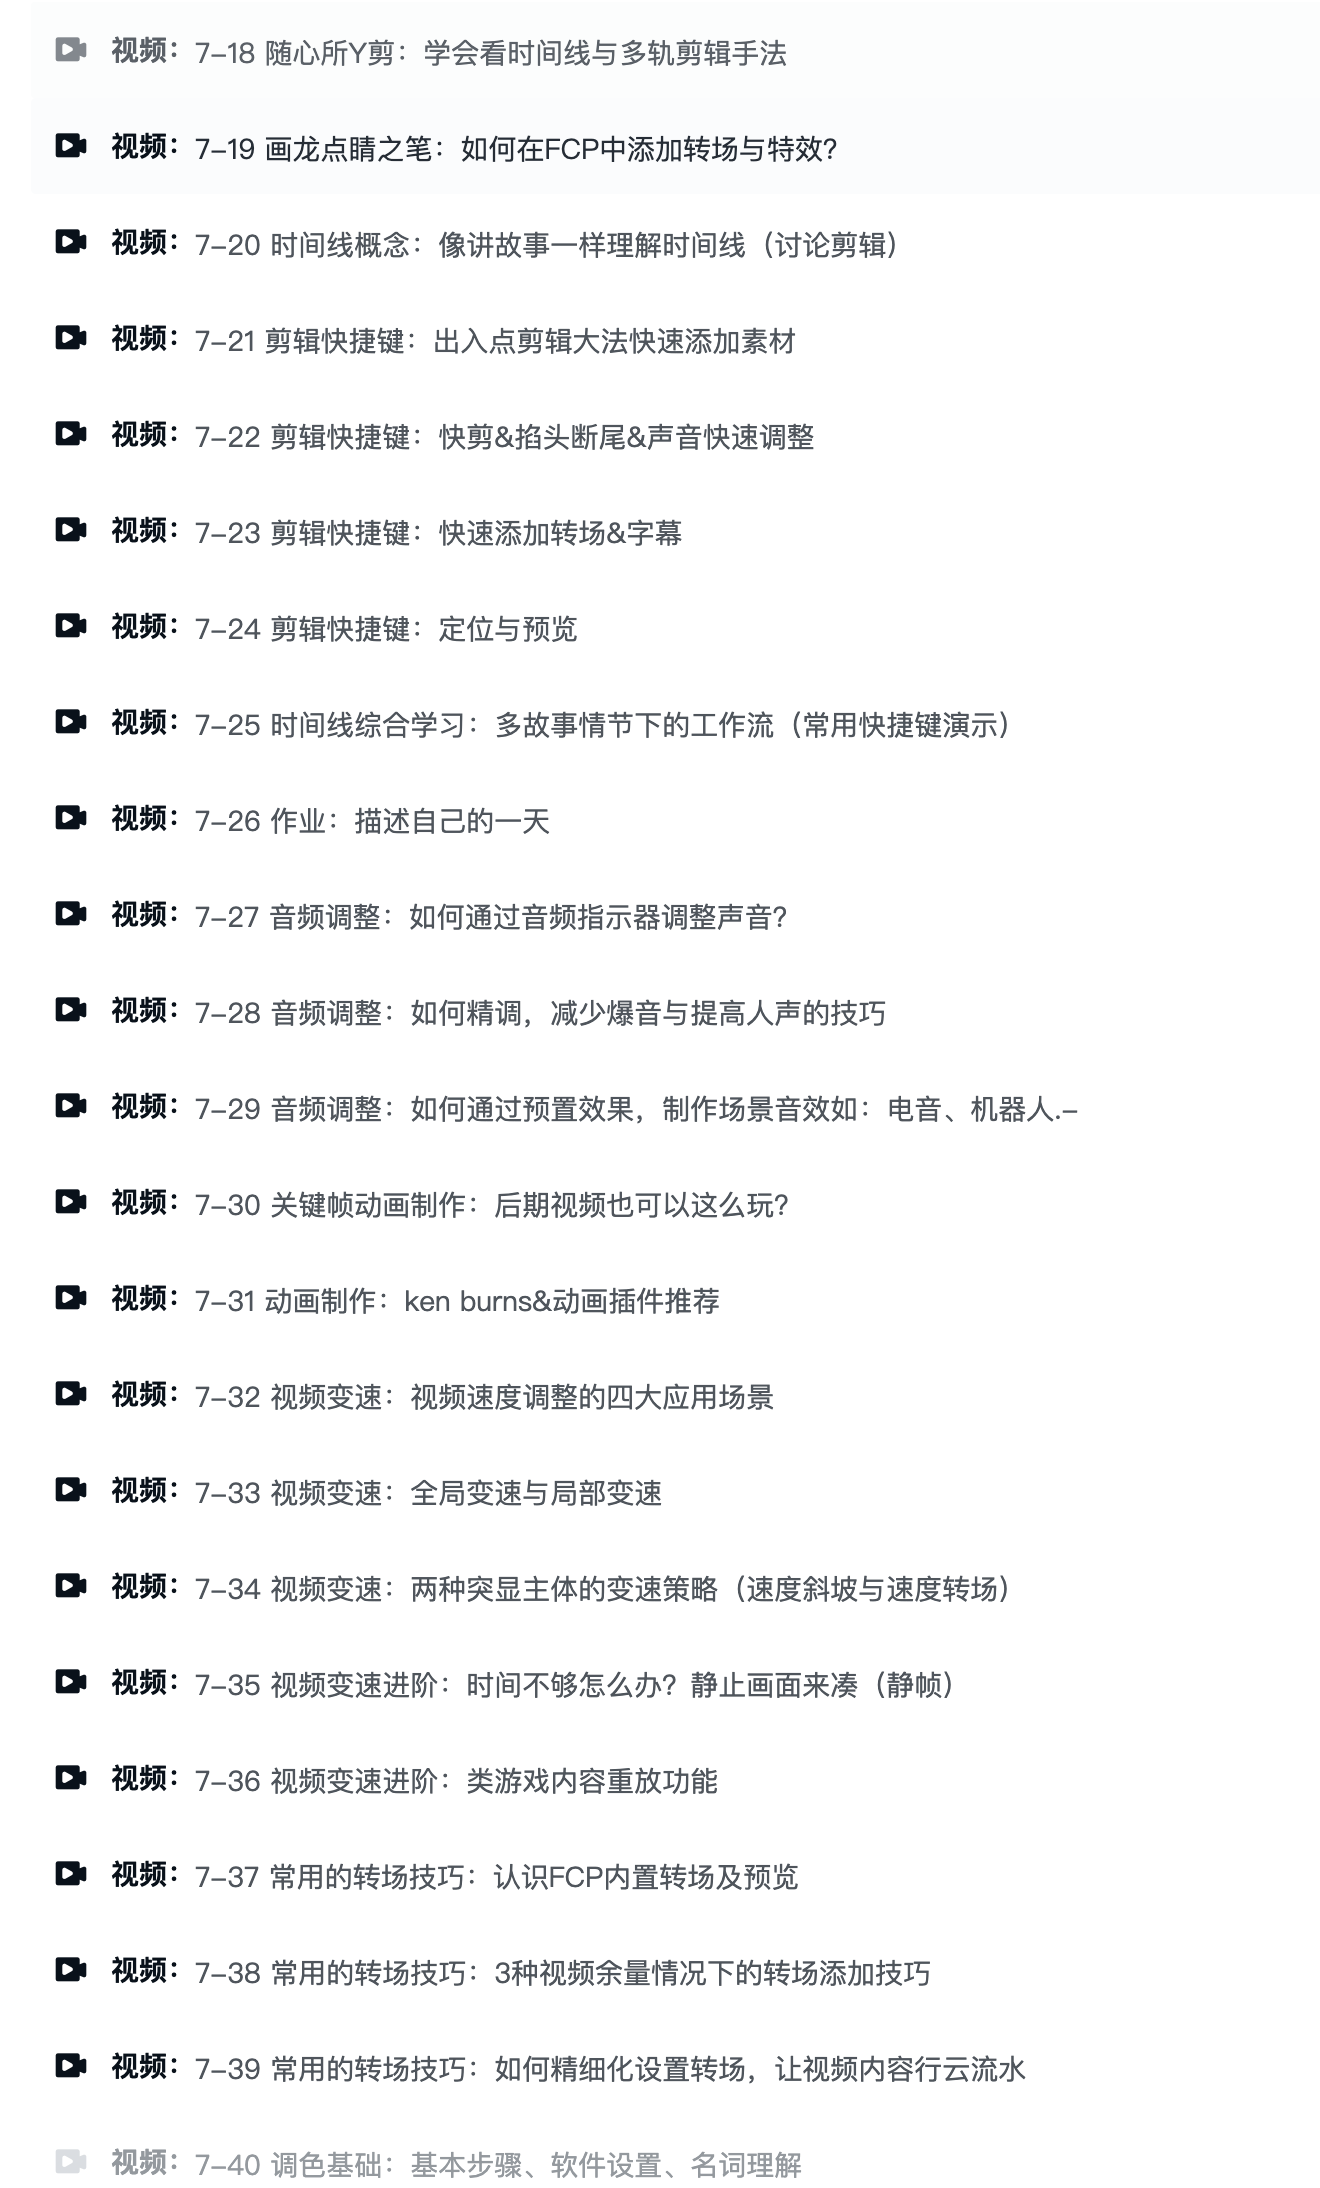 视频：7-18 随心所Y剪：学会看时间线与多轨剪辑手法
视频：7-19 画龙点睛之笔：如何在FCP中添加转场与特效？
视频：7-20 时间线概念：像讲故事一样理解时间线（讨论剪辑）
视频：7-21 剪辑快捷键：出入点剪辑大法快速添加素材
视频：7-22 剪辑快捷键：快剪&掐头断尾&声音快速调整
视频：7-23 剪辑快捷键：快速添加转场&字幕
视频：7-24 剪辑快捷键：定位与预览
视频：7-25 时间线综合学习：多故事情节下的工作流（常用快捷键演示）
视频：7-26 作业：描述自己的一天
视频：7-27 音频调整：如何通过音频指示器调整声音？
视频：7-28 音频调整：如何精调，减少爆音与提高人声的技巧
视频：7-29 音频调整：如何通过预置效果，制作场景音效如：电音、机器人.-
视频：7-30 关键帧动画制作：后期视频也可以这么玩？
视频：7-31 动画制作：ken burns&动画插件推荐
视频：7-32 视频变速：视频速度调整的四大应用场景
视频：7-33 视频变速：全局变速与局部变速
视频：7-34 视频变速：两种突显主体的变速策略（速度斜坡与速度转场）
视频：7-35 视频变速进阶：时间不够怎么办？静止画面来凑（静帧）
视频：7-36 视频变速进阶：类游戏内容重放功能
视频：7-37 常用的转场技巧：认识FCP内置转场及预览
视频：7-38 常用的转场技巧：3种视频余量情况下的转场添加技巧
视频：7-39 常用的转场技巧：如何精细化设置转场，让视频内容行云流水
视频：7-40 调色基础：基本步骤、软件设置、名词理解